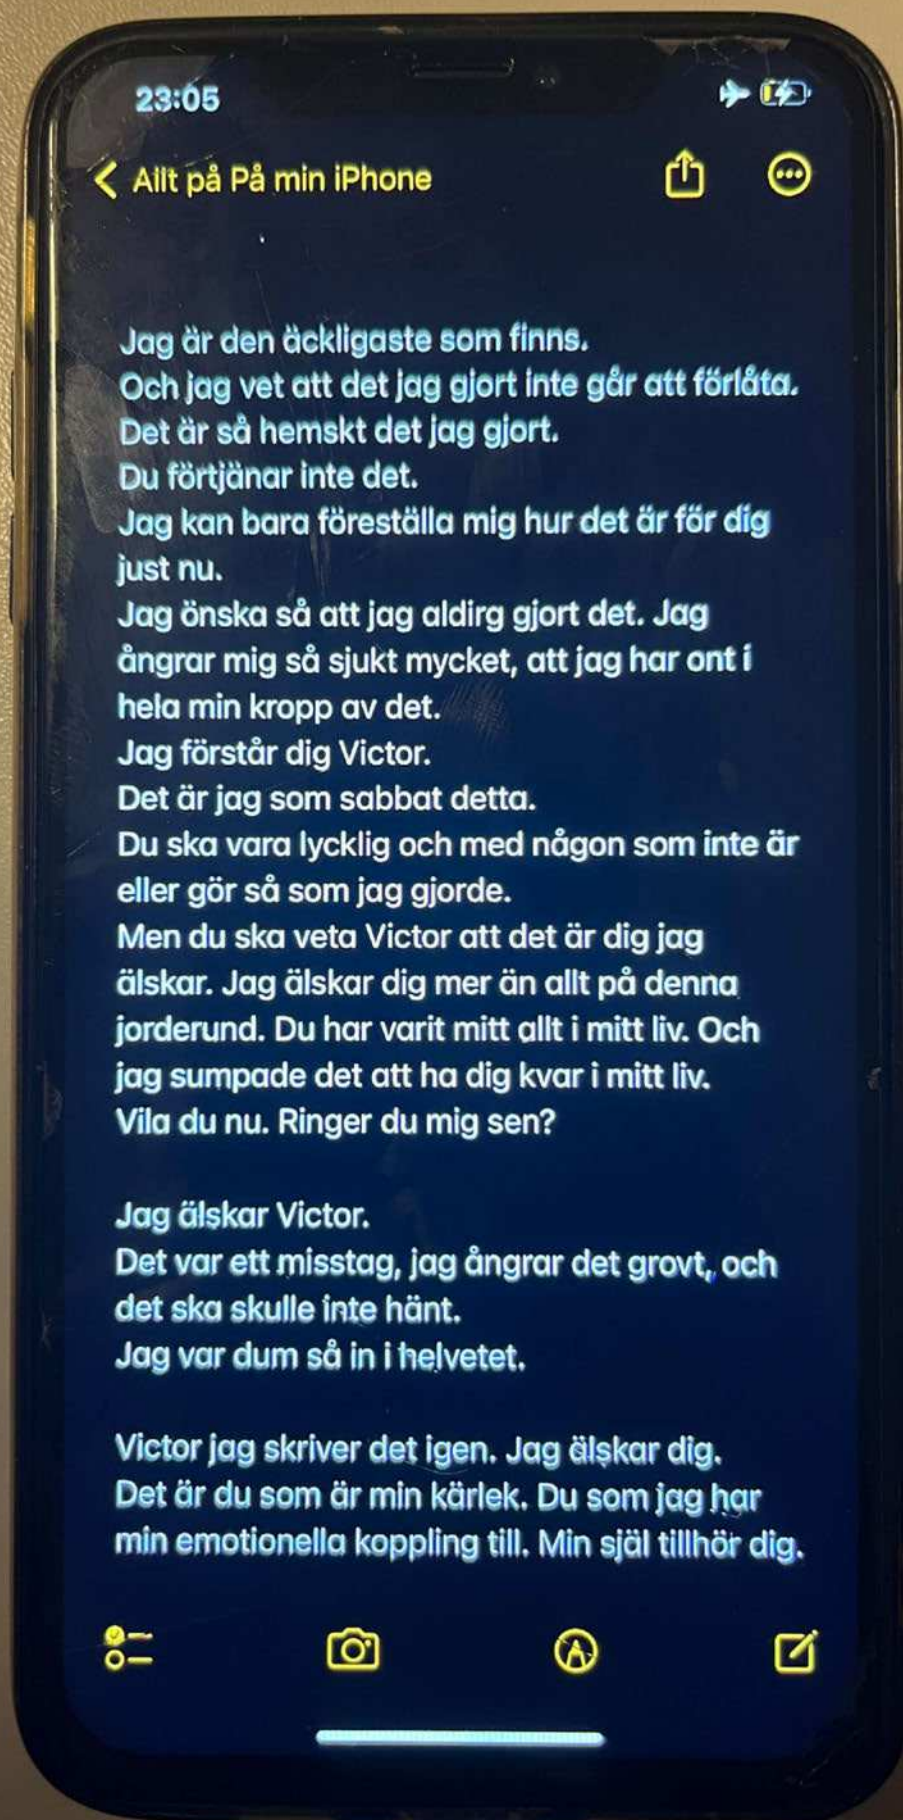 23:05
Allt på På min iPhone
Jag är den äckligaste som finns.
Och jag vet att det jag gjort inte går att förlåta.
Det är så hemskt det jag gjort.
Du förtjänar inte det.
Jag kan bara föreställa mig hur det är för dig
just nu.
Jag önska så att jag aldirg gjort det. Jag
ångrar mig så sjukt mycket, att jag har ont i
hela min kropp av det.
Jag förstår dig Victor.
Det är jag som sabbat detta.
Du ska vara lycklig och med någon som inte är
eller gör så som jag gjorde.
Men du ska veta Victor att det är dig jag
älskar. Jag älskar dig mer än allt på denna
jorderund. Du har varit mitt allt i mitt liv. Och
jag sumpade det att ha dig kvar i mitt liv.
Vila du nu. Ringer du mig sen?
Jag älskar Victor.
Det var ett misstag, jag ångrar det grovt,, och
det ska skulle inte hänt.
Jag var dum så in i helvetet.
Victor jag skriver det igen. Jag älskar dig.
Det är du som är min kärlek. Du som jag har
min emotionella koppling till. Min själ tillhör dig.